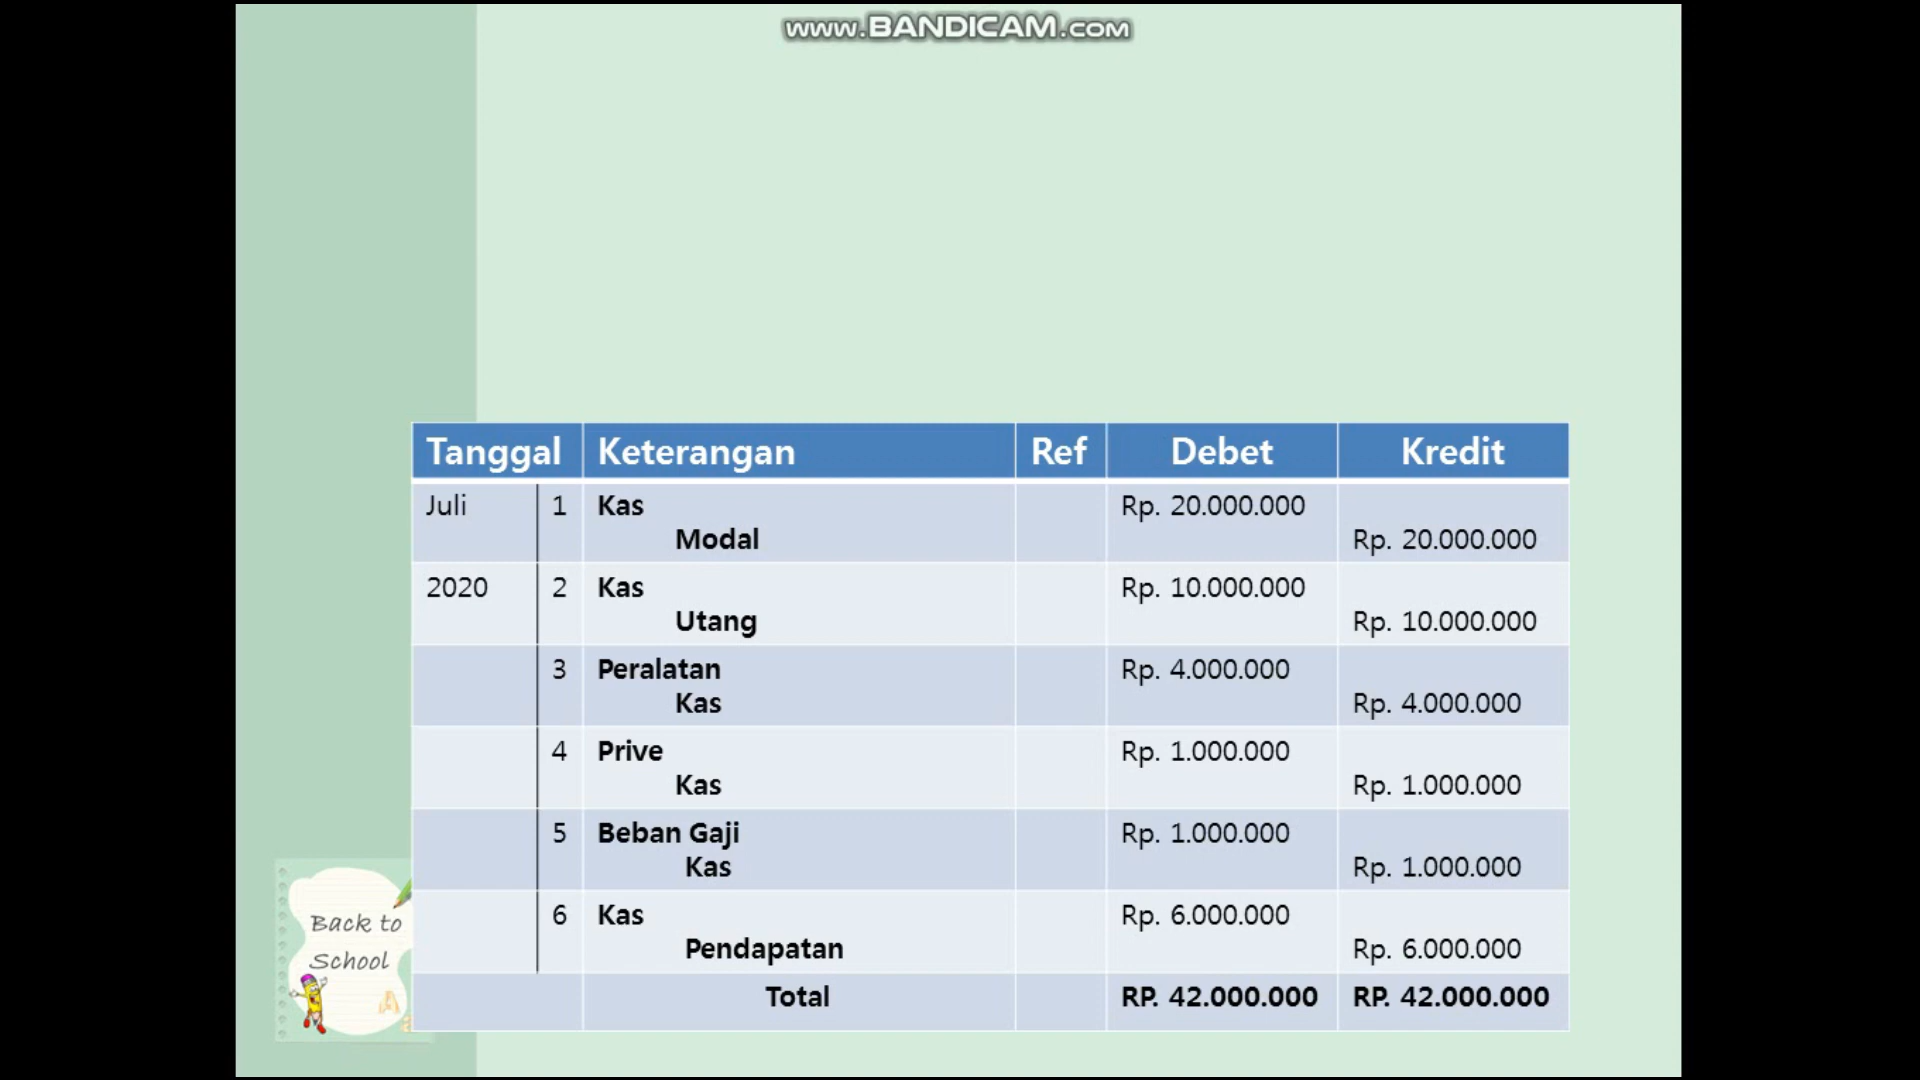 www.BANDICAM.com
Tanggal Keterangan Ref Debet Kredit
Juli 1 Kas Rp. 20.000.000
Modal Rp. 20.000.000
2020 2 Kas Rp. 10.000.000
Utang Rp. 10.000.000
3 Peralatan Rp. 4.000.000
Kas Rp. 4.000.000
4 Prive Rp. 1.000.000
Kas Rp. 1.000.000
5 Beban Gaji Rp. 1.000.000
Kas Rp. 1.000.000
6 Kas Rp. 6.000.000
Pendapatan Rp. 6.000.000
Total RP. 42.000.000 RP. 42.000.000
Back to
School
A